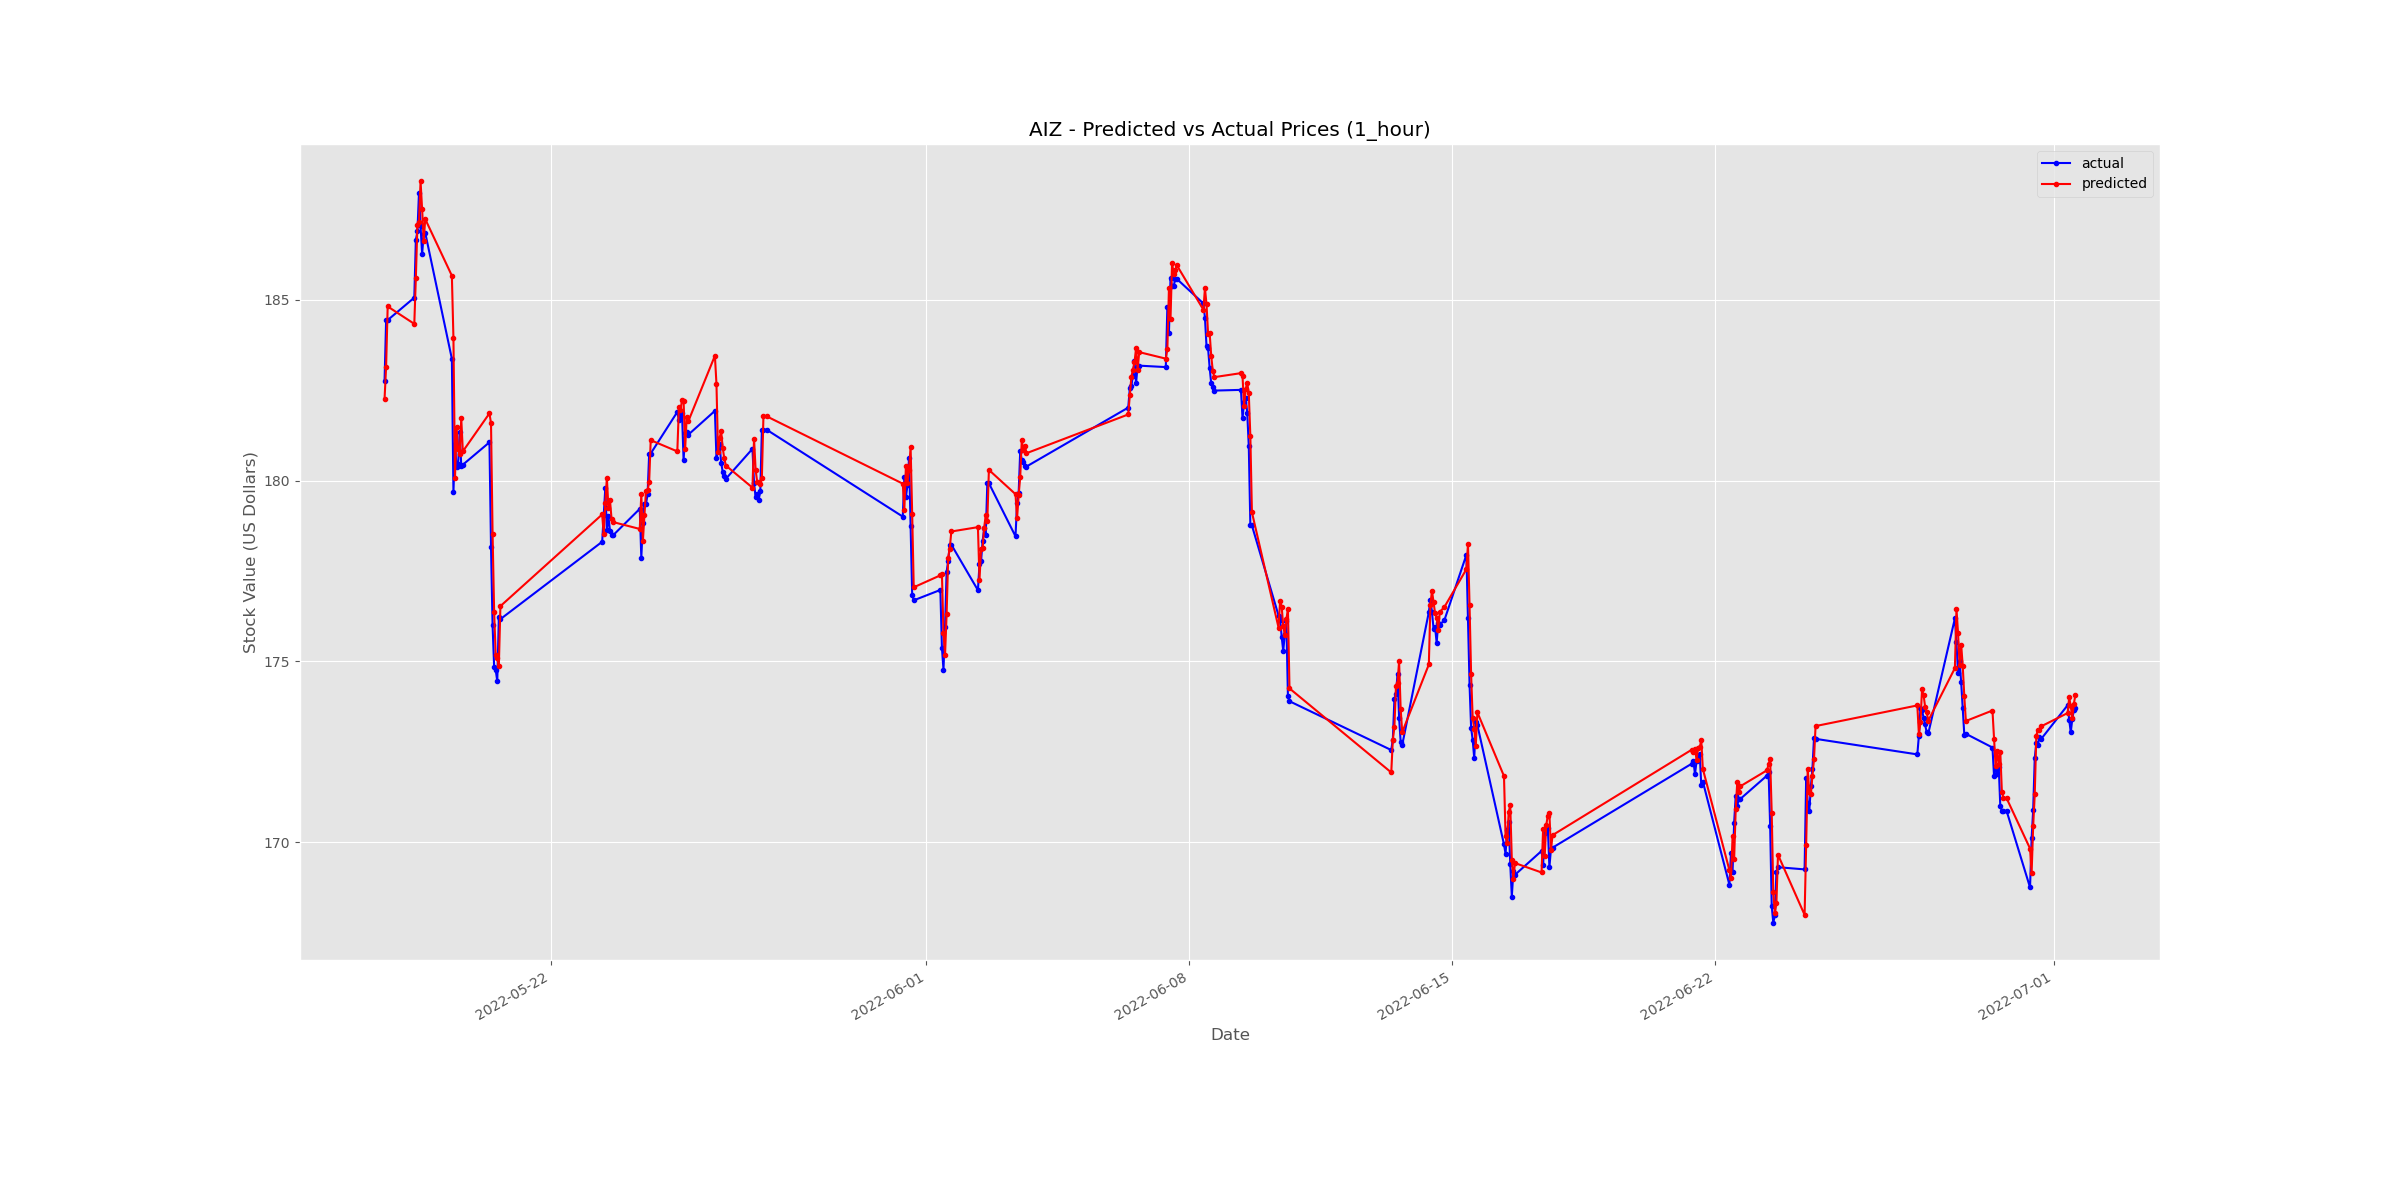 AIZ - Predicted vs Actual Prices (1_hour)
actual
predicted
Stock Value (US Dollars)
185
180
175
170
2022-05-22
2022-06-01
2022-06-08
2022-06-15
2022-06-22
2022-07-01
Date